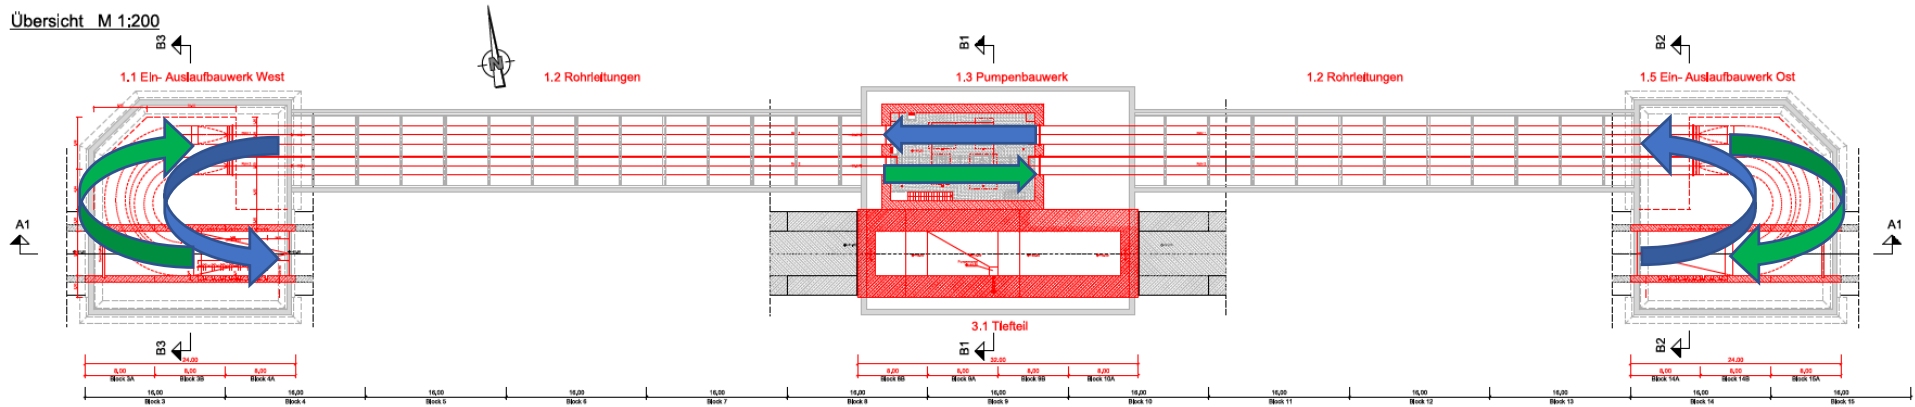 Übersicht M 1:200
B3
B1
B2
N
1.1 Ein- Auslaufbauwerk West
1.2 Rohrleitungen
1.3 Pumpenbauwerk
1.2 Rohrleitungen
1.5 Ein- Auslaufbauwerk Ost
A1
A1
3.1 Tiefteil
B3
B1
B2
24.00
32.00
24.00
8,00 8,00 8,00
8,00 8,00 8,00 8,00
8,00 8,00 8,00
Block 3A Block 3B Block 4A
Block 8B Block 9A Block 9B Block 10A
Block 14A Block 14B Block 15A
16,00 16,00 16,00 16,00 16,00 16,00 16,00 16,00 16,00 16,00 16,00 16,00 16,00
Block 3 Block 4 Block 5 Block 6 Block 7 Block 8 Block 9 Block 10 Block 11 Block 12 Block 13 Block 14 Block 15